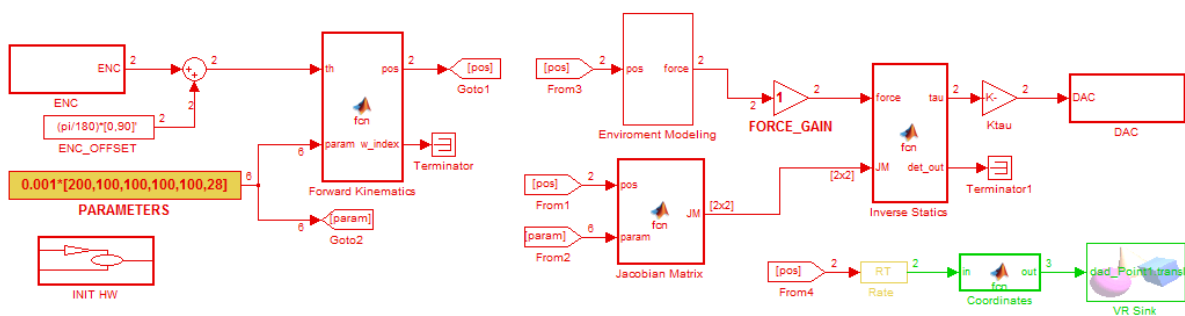 ENC
2
2
ENC
(pi/180)*[0,90]'
2
2
ENC_OFFSET
0.001*[200,100,100,100,100,28]
6
PARAMETERS
INIT HW
th
pos
fcn
param
w_index
6
Forward Kinematics
2
[pos]
Goto1
Terminator
6
[param]
Goto2
[pos]
2
From3
pos
force
Enviroment Modeling
2
2
1
FORCE_GAIN
2
force
tau
fcn
JM
det_out
Inverse Statics
2
K-
Ktau
2
DAC
DAC
Terminator1
[pos]
2
From1
[param]
6
From2
pos
fcn
JM
param
Jacobian Matrix
[2x2]
[2x2]
[pos]
2
From4
RT
Rate
2
in
out
fcn
Coordinates
3
VR Sink